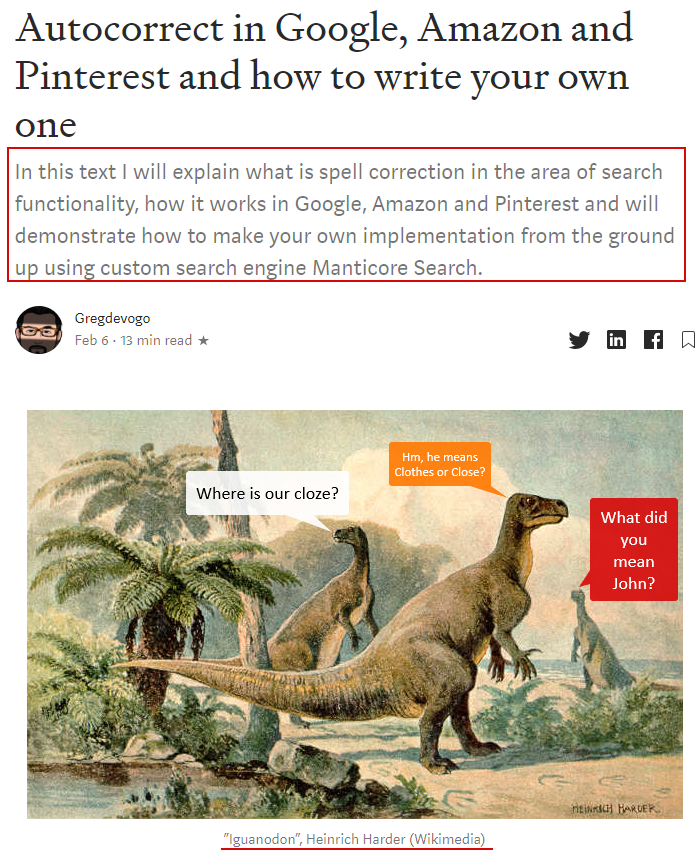 Autocorrect in Google, Amazon and
Pinterest and how to write your own
one
In this text I will explain what is spell correction in the area of search
functionality, how it works in Google, Amazon and Pinterest and will
demonstrate how to make your own implementation from the ground
up using custom search engine Manticore Search.
Gregdevogo
Feb 6 · 13 min read ★
Hm, he means
Clothes or Close?
Where is our cloze?
What did
you
mean
John?
HEINRICH HARDER
"Iguanodon", Heinrich Harder (Wikimedia)